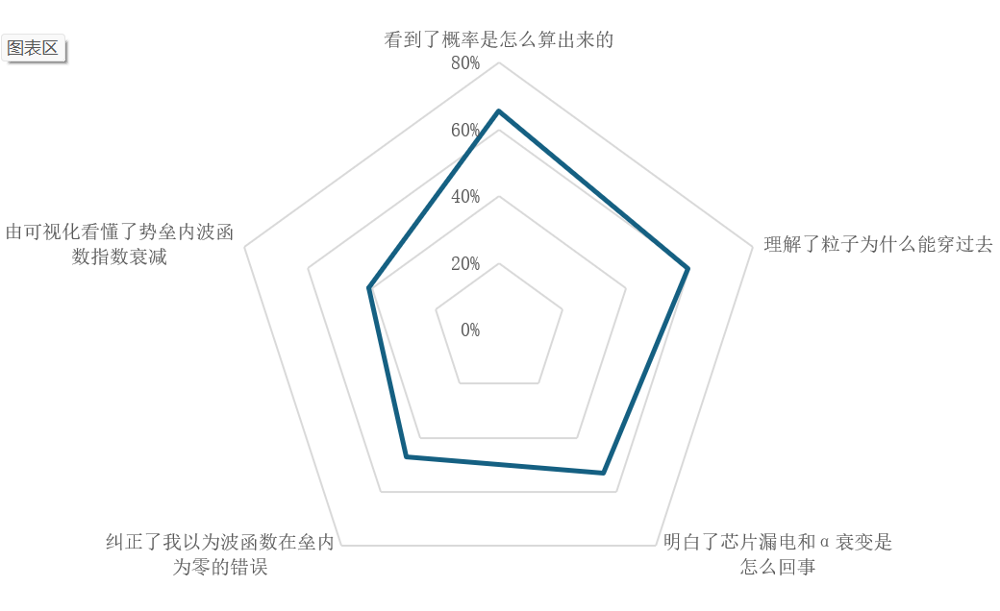 看到了概率是怎么算出来的
图表区
80%
60%
40%
20%
0%
由可视化看懂了势垒内波函
数指数衰减
理解了粒子为什么能穿过去
纠正了我以为波函数在垒内
为零的错误
明白了芯片漏电和α衰变是
怎么回事